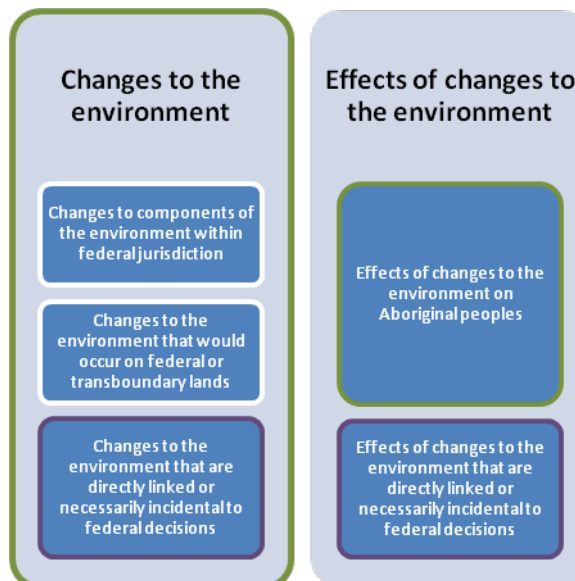 Changes to the
environment
Changes to components of
the environment within
federal jurisdiction
Changes to the
environment that would
occur on federal or
transboundary lands
Changes to the
environment that are
directly linked or
necessarily incidental to
federal decisions
Effects of changes to
the environment
Effects of changes to the
environment on
Aboriginal peoples
Effects of changes to the
environment that are
directly linked or
necessarily incidental to
federal decisions